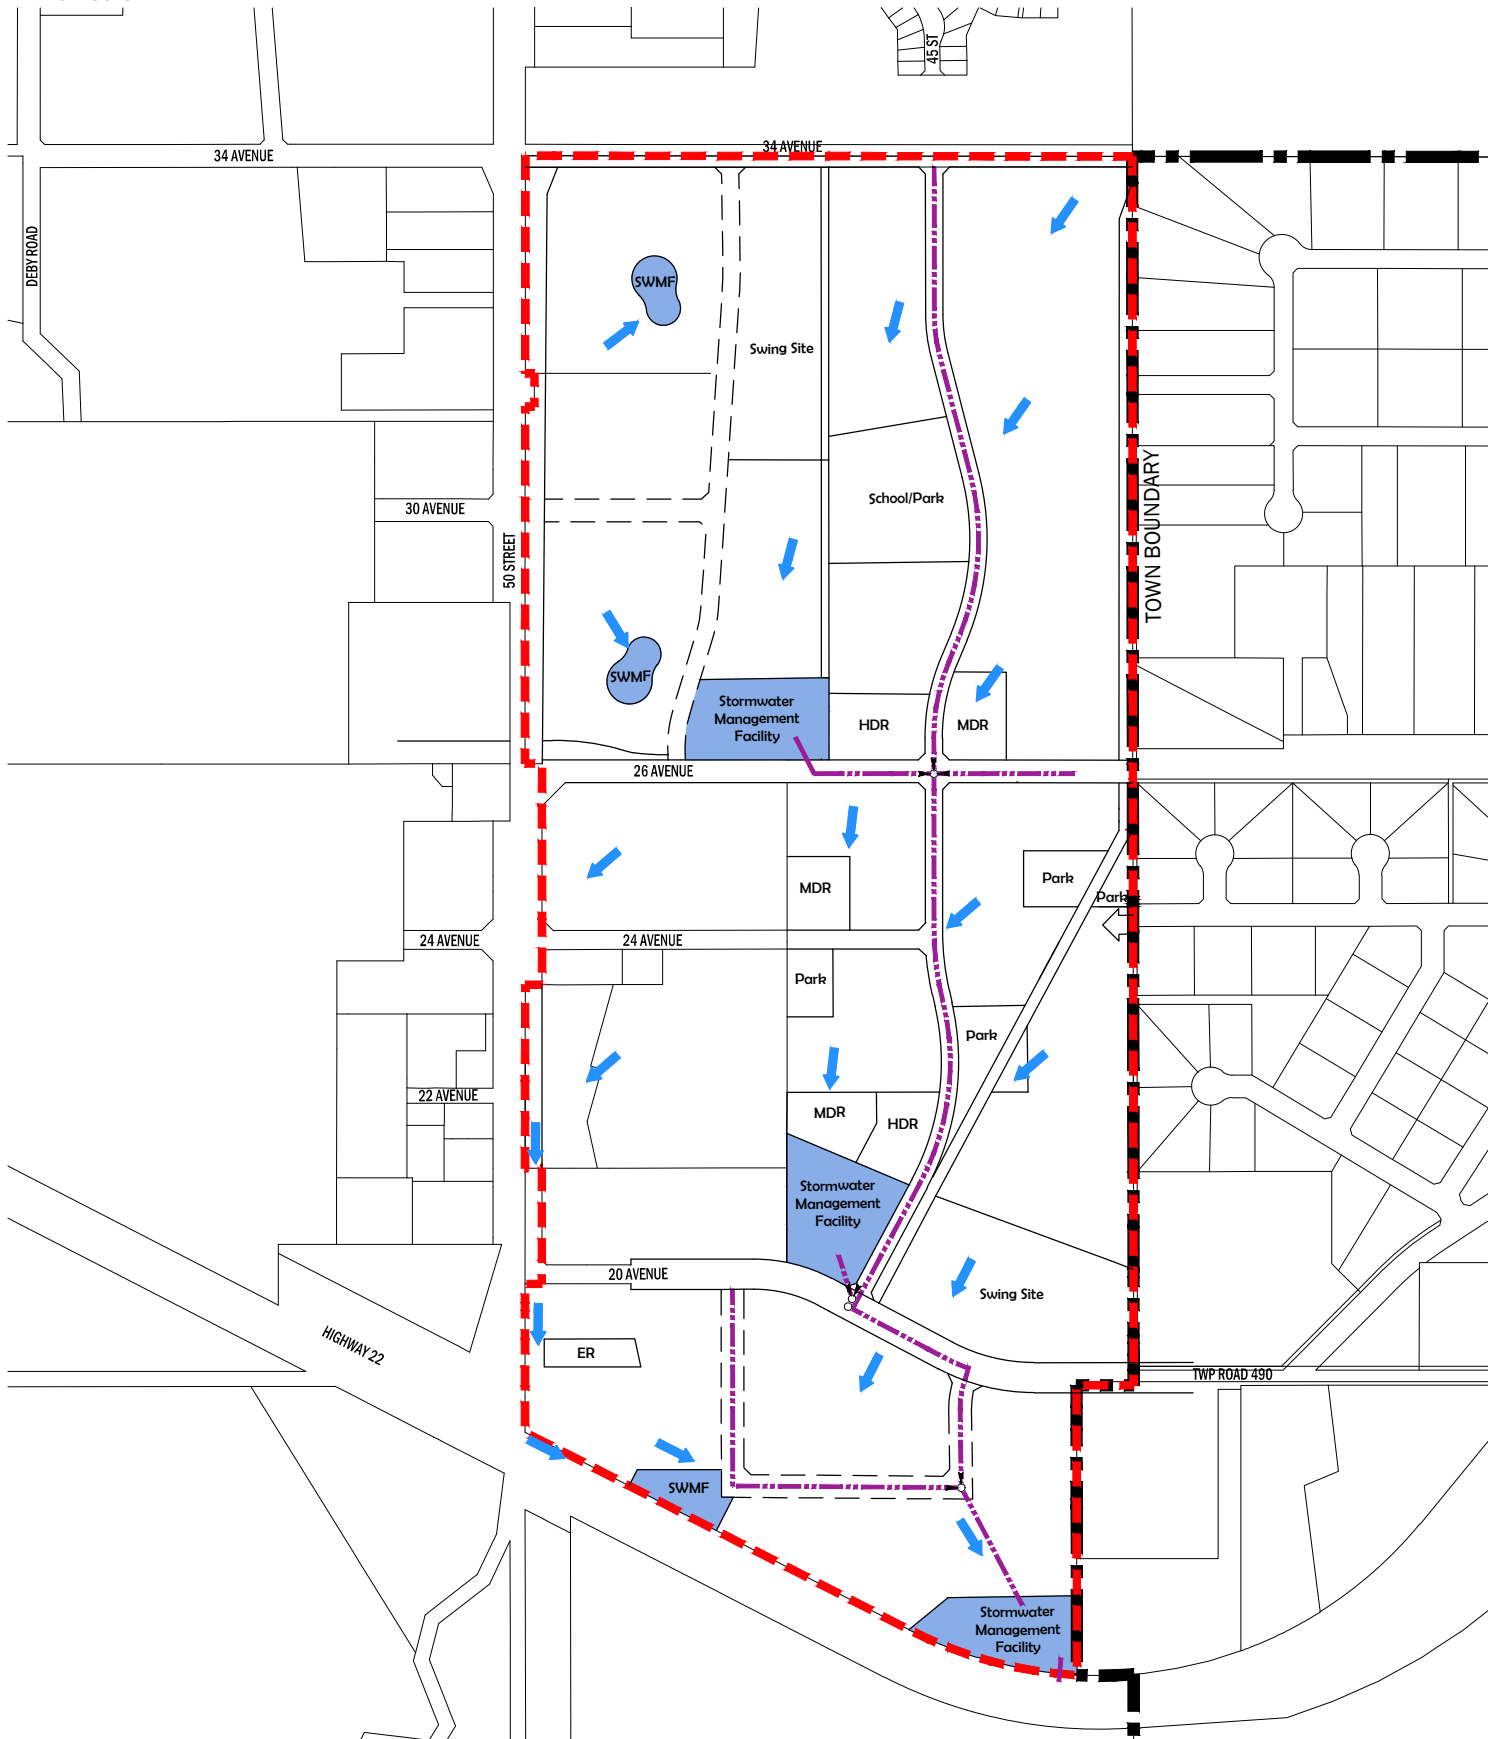 45 ST
34 AVENUE
34 AVENUE
DEBY ROAD
SWMF
Swing Site
School/Park
30 AVENUE
50 STREET
TOWN BOUNDARY
SWMF
Stormwater
Management
Facility
HDR
MDR
26 AVENUE
MDR
Park
Park
24 AVENUE
24 AVENUE
Park
Park
22 AVENUE
MDR
HDR
Stormwater
Management
Facility
20 AVENUE
Swing Site
HIGHWAY 22
ER
TWP ROAD 490
SWMF
Stormwater
Management
Facility